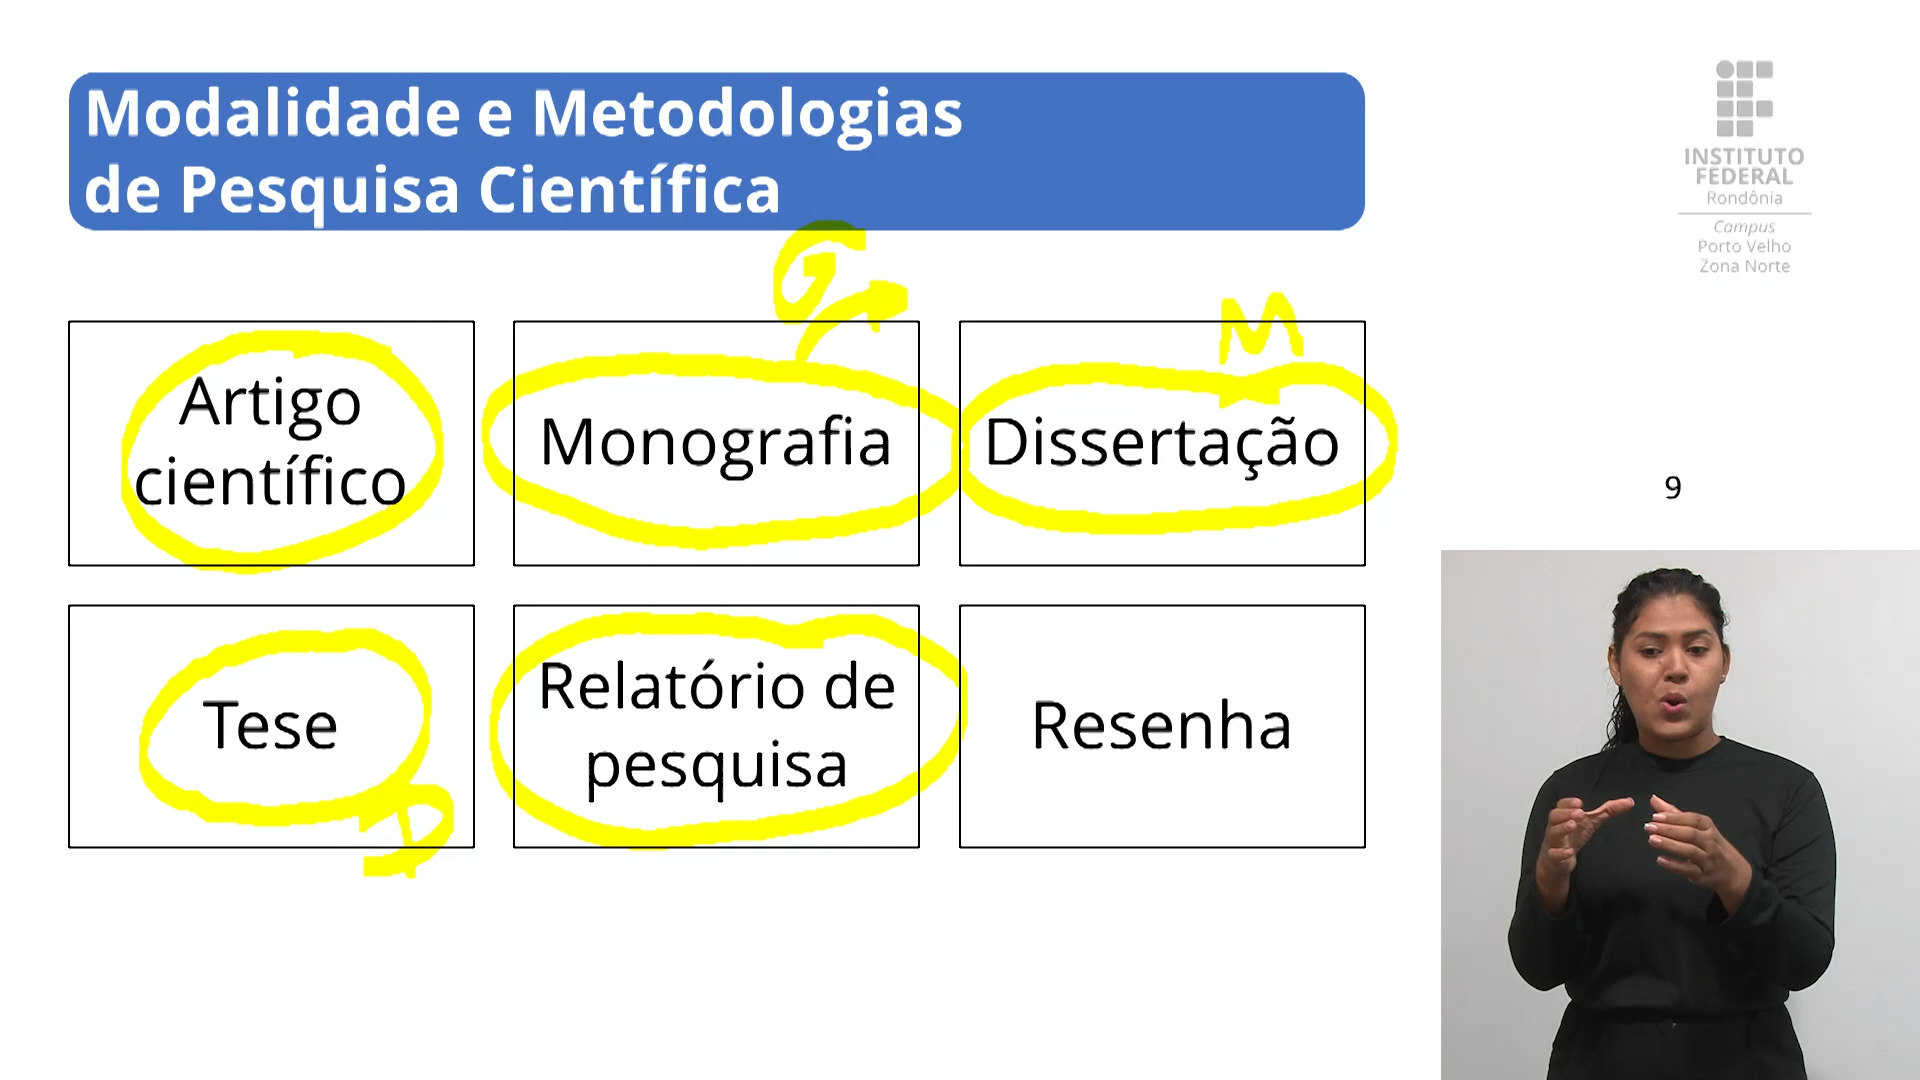 Modalidade e Metodologias
de Pesquisa Científica
INSTITUTO
FEDERAL
Rondônia
Campus
Porto Velho
Zona Norte
G
M
Artigo
científico
Monografia
Dissertação
9
Tese
Relatório de
pesquisa
Resenha
D